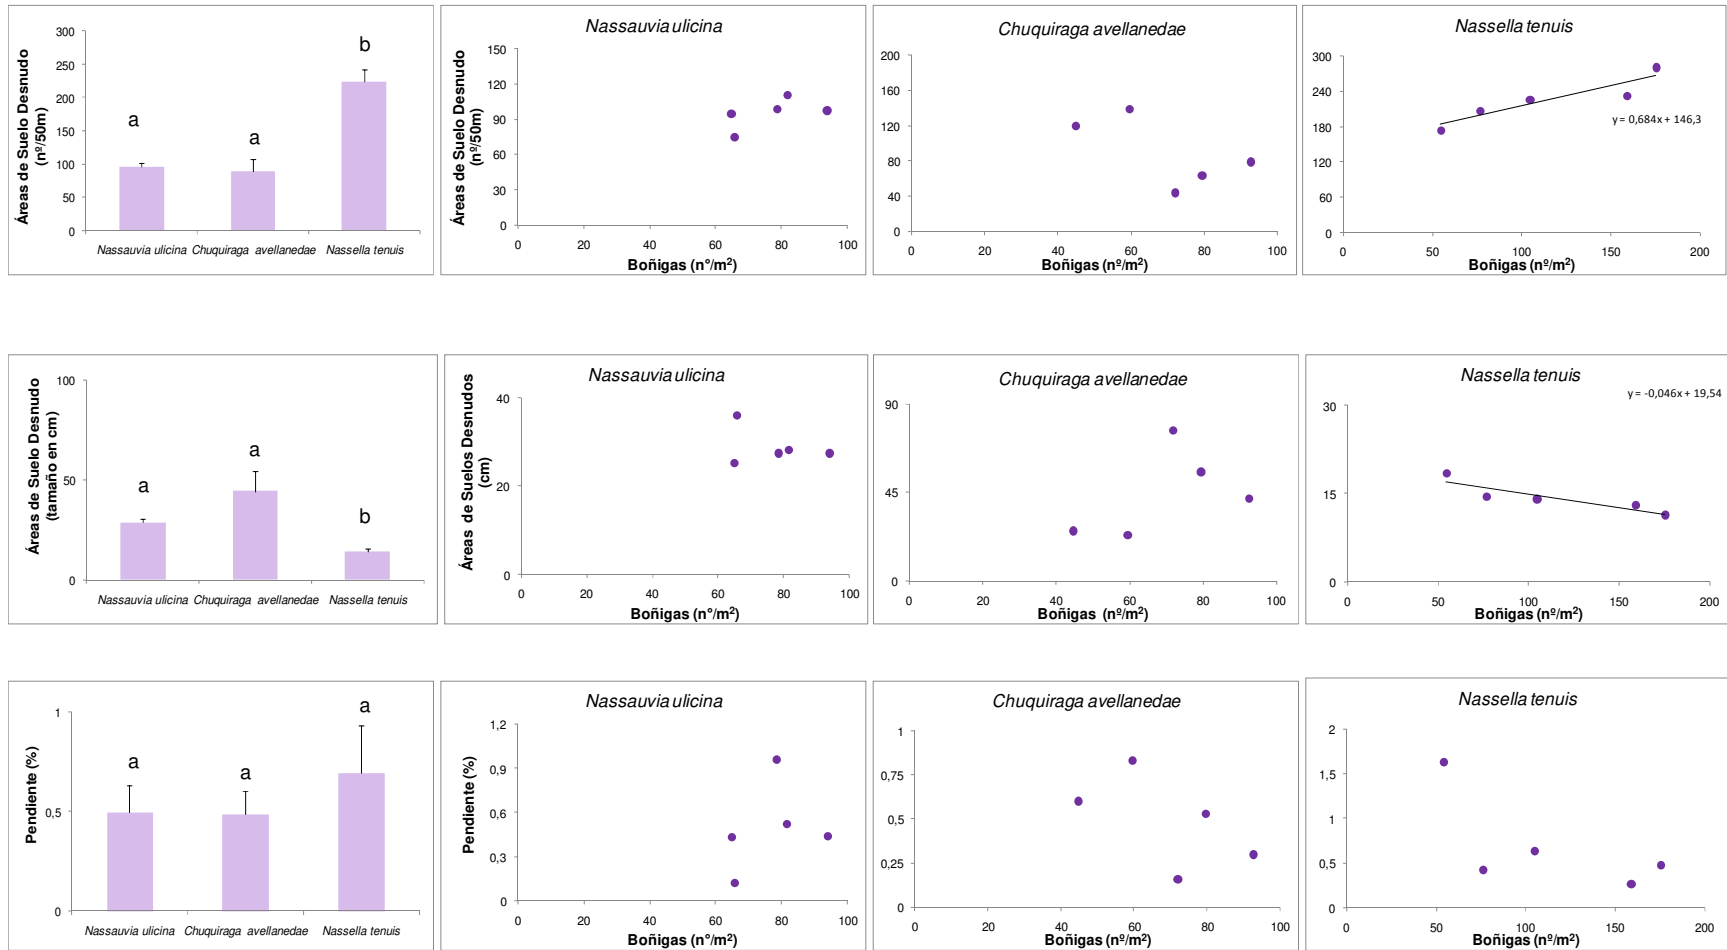 Áreas de Suelo Desnudo
(nº/50m)
300
250
200
150
100
50
0
a
a
b
Nassauvia ulicina Chuquiraga avellanedae Nassella tenuis
Nassauvia ulicina
Áreas de Suelo Desnudo
(nº/50m)
150
120
90
60
30
0
0 20 40 60 80 100
Boñigas (n°/m²)
Chuquiraga avellanedae
200
160
120
80
40
0
0 20 40 60 80 100
Boñigas (nº/m²)
Nassella tenuis
300
240
180
120
60
0
y = 0,684x + 146,3
0 50 100 150 200
Boñigas (nº/m²)
Áreas de Suelo Desnudo
(tamaño en cm)
100
50
0
a
a
b
Nassauvia ulicina Chuquiraga avellanedae Nassella tenuis
Nassauvia ulicina
Áreas de Suelos Desnudos
(cm)
40
20
0
0 20 40 60 80 100
Boñigas (n°/m²)
Chuquiraga avellanedae
90
45
0
0 20 40 60 80 100
Boñigas (nº/m²)
Nassella tenuis
y = -0,046x + 19,54
30
15
0
0 50 100 150 200
Boñigas (nº/m²)
Pendiente (%)
1
0,5
0
a
a
a
Nassauvia ulicina Chuquiraga avellanedae Nassella tenuis
Nassauvia ulicina
Pendiente (%)
1,2
0,9
0,6
0,3
0
0 20 40 60 80 100
Boñigas (n°/m²)
Chuquiraga avellanedae
1
0,75
0,5
0,25
0
0 20 40 60 80 100
Boñigas (nº/m²)
Nassella tenuis
2
1,5
1
0,5
0
0 50 100 150 200
Boñigas (nº/m²)